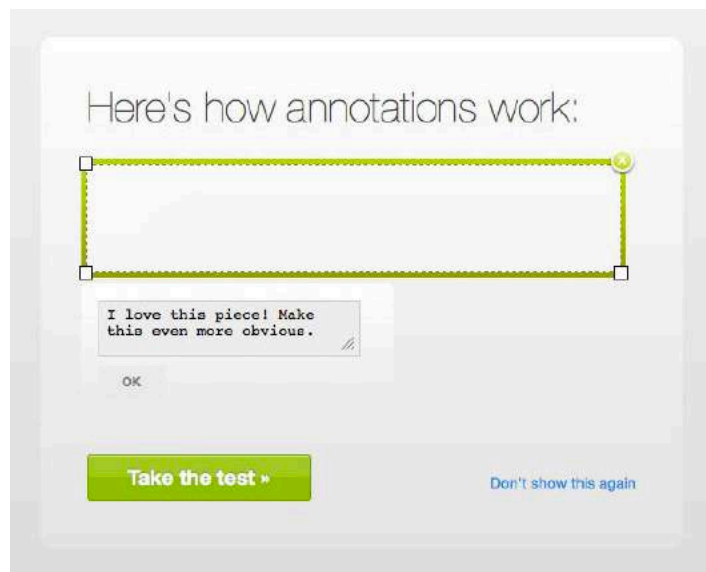 Here's how annotations work:
I love this piece! Make
this even more obvious.
OK
Take the test »
Don't show this again